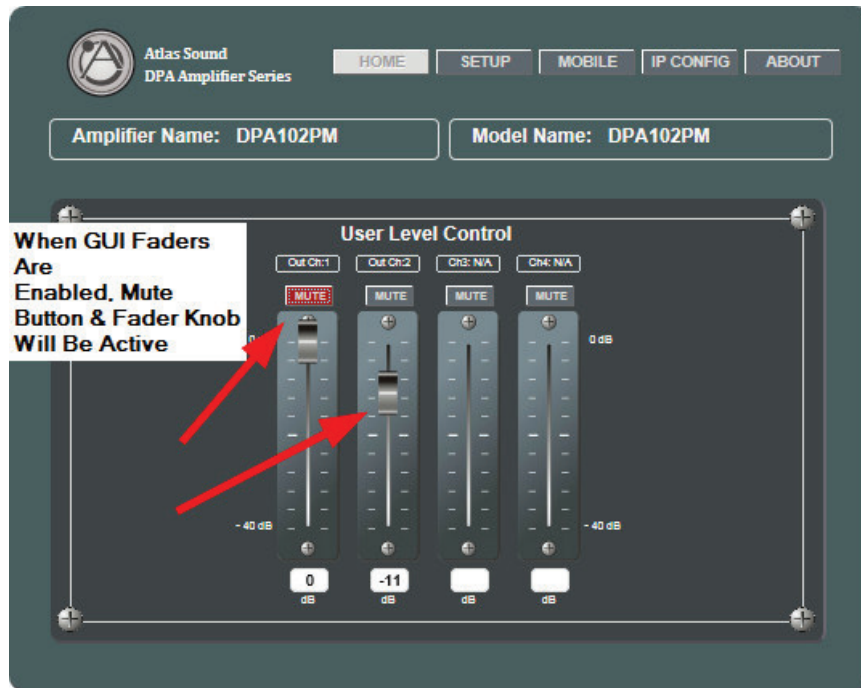 Atlas Sound
DPA Amplifier Series
HOME SETUP MOBILE IP CONFIG ABOUT
Amplifier Name: DPA102PM
Model Name: DPA102PM
When GUI Faders
Are
Enabled, Mute
Button & Fader Knob
Will Be Active
User Level Control
Out Ch:1 Out Ch:2 Ch3: N/A Ch4: N/A
MUTE MUTE MUTE MUTE
0 dB
- 40 dB - 40 dB
0 -11
dB dB dB dB